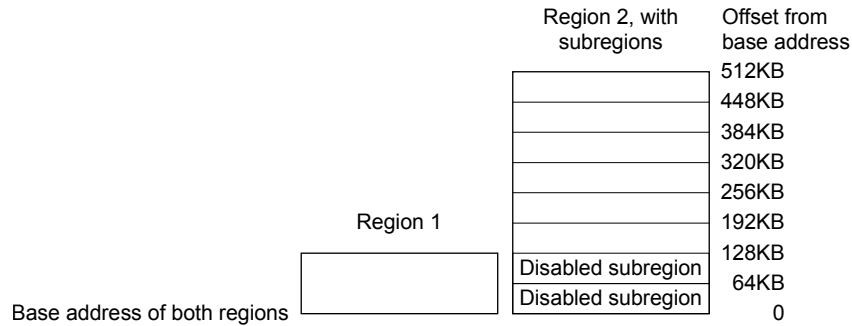 Region 2, with
subregions
Offset from
base address
512KB
448KB
384KB
320KB
256KB
192KB
Region 1
128KB
Disabled subregion
64KB
Disabled subregion
Base address of both regions
0